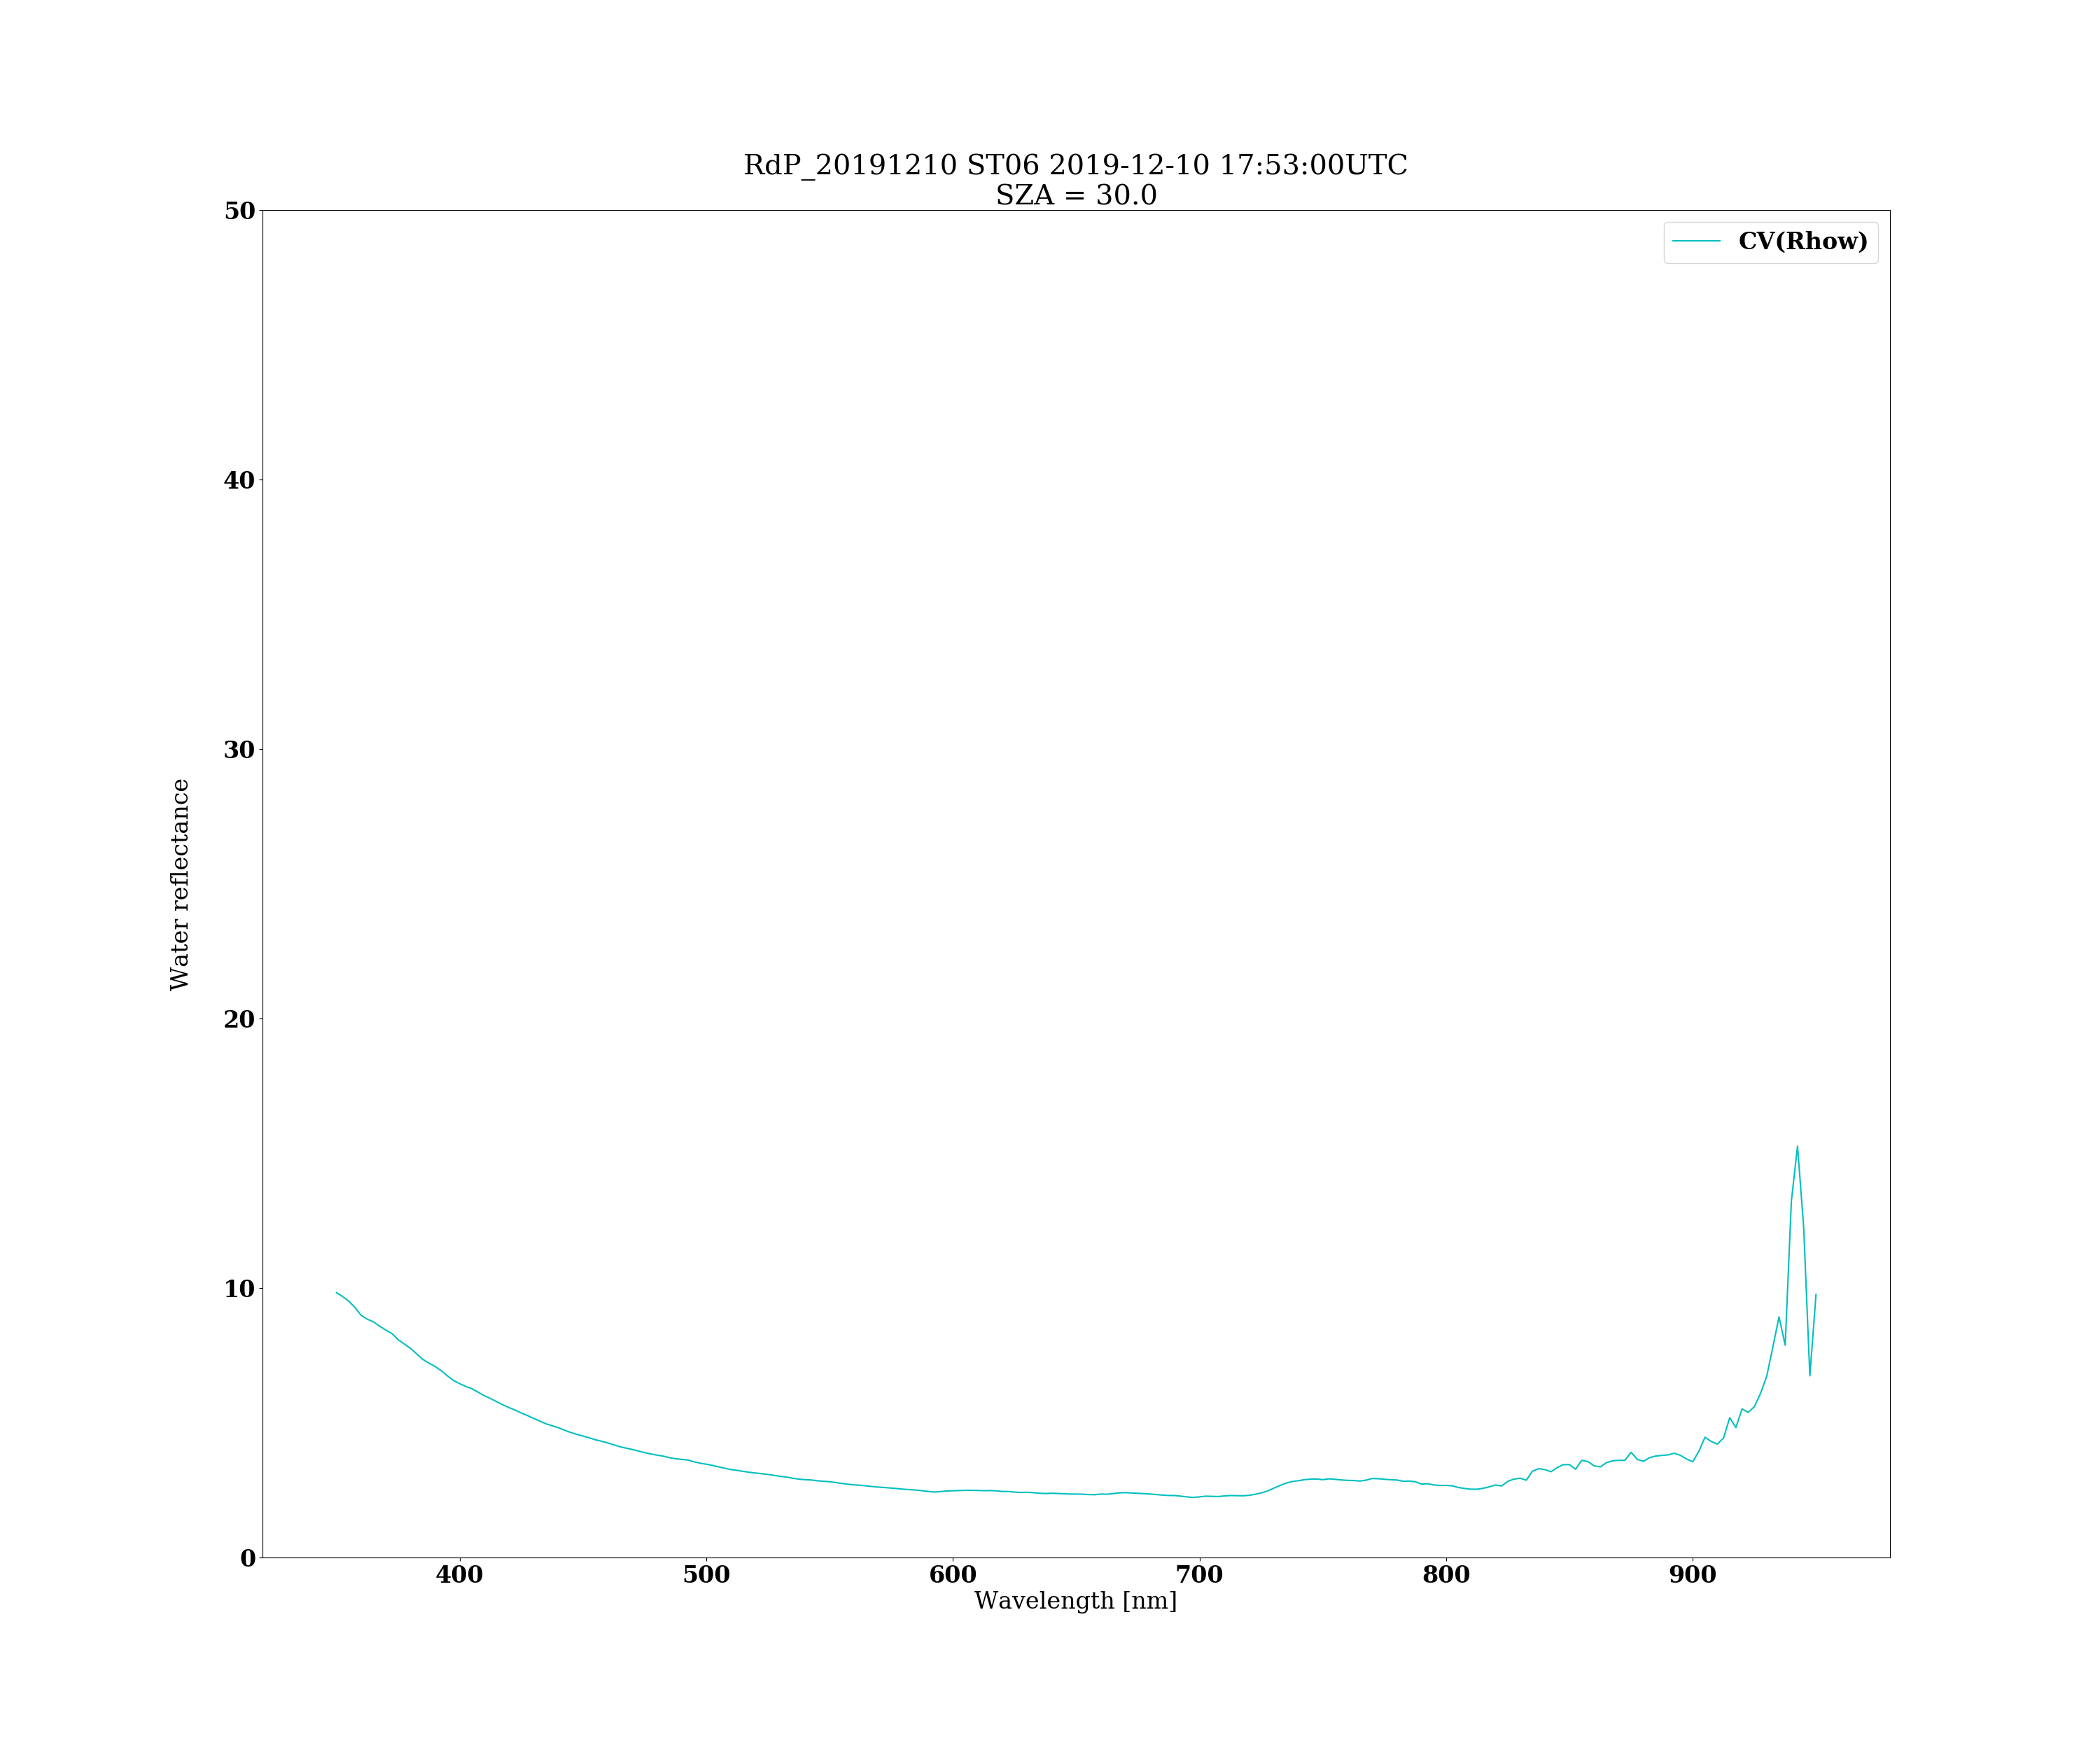 RdP_20191210 ST06 2019-12-10 17:53:00UTC
SZA = 30.0
CV(Rhow)
50
40
30
20
10
0
Water reflectance
400 500 600 700 800 900
Wavelength [nm]